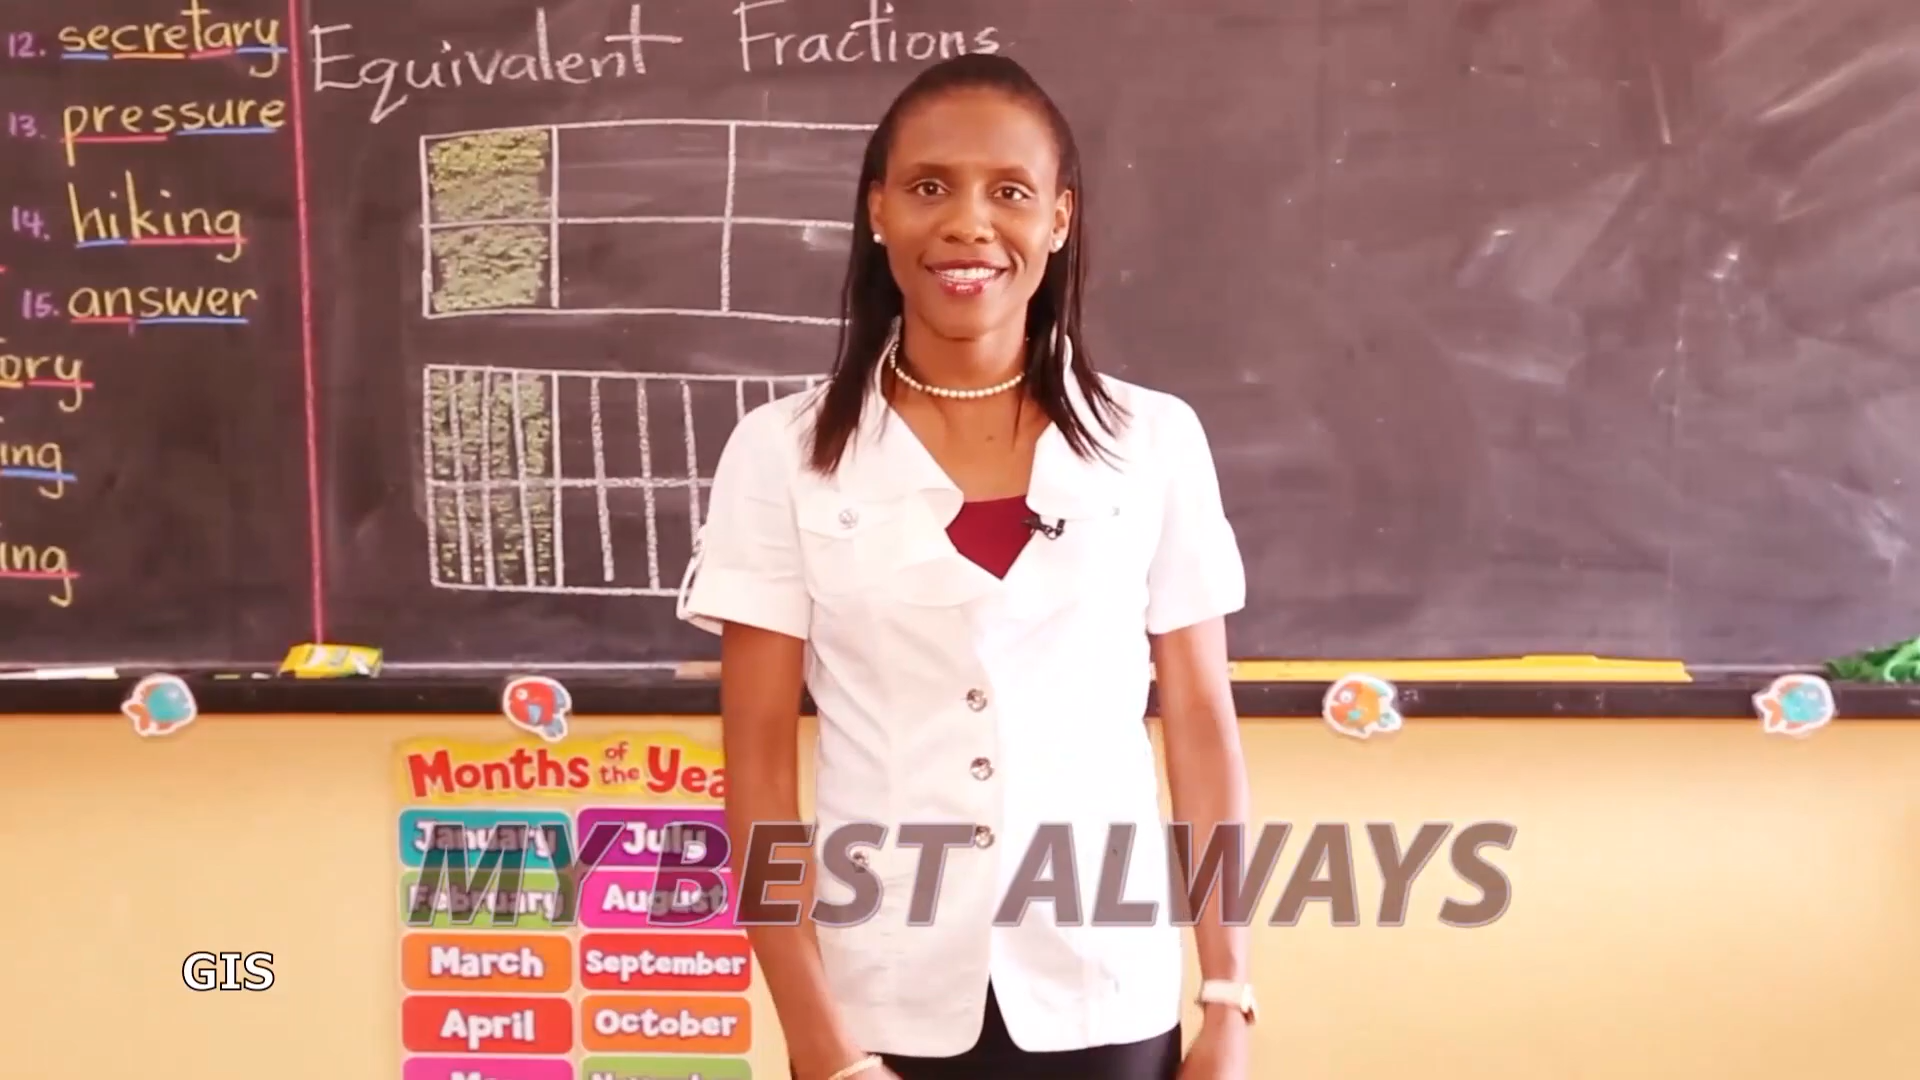 12. secretary
13. pressure
14. hiking
15. answer
ory
ing
ing
Equivalent Fractions
Months of the Yea
January July
February August
March September
April October
MY BEST ALWAYS
GIS